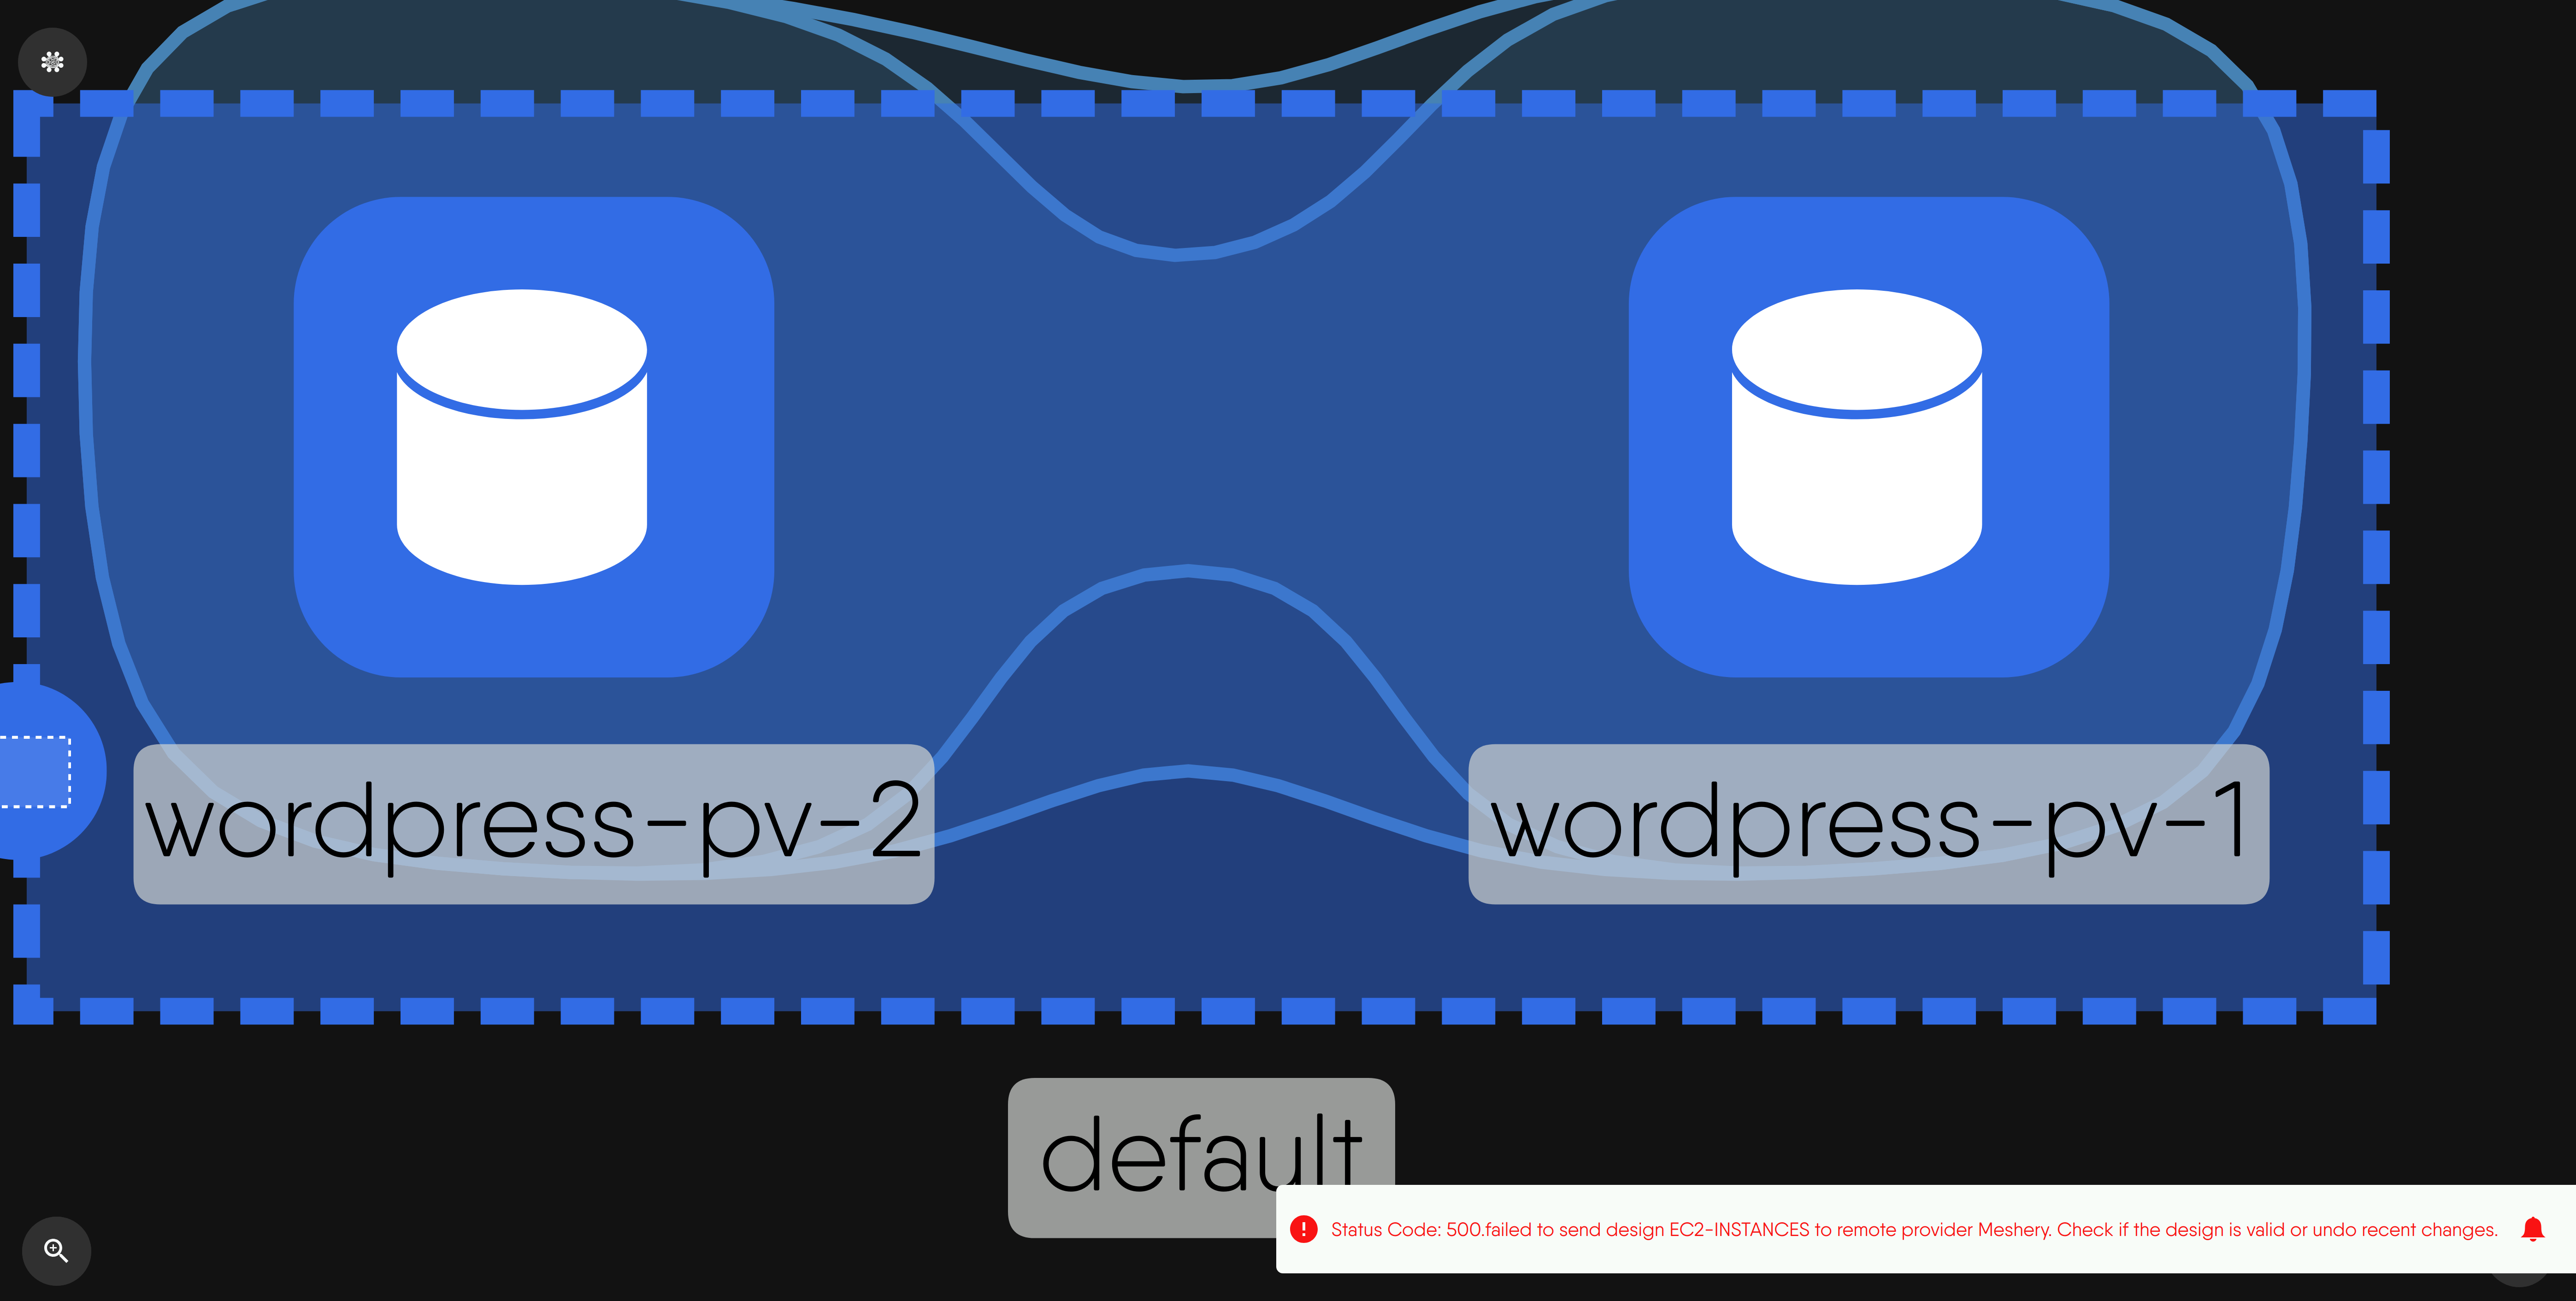 wordpress-pv-2
wordpress-pv-1
default
Status Code: 500.failed to send design EC2-INSTANCES to remote provider Meshery. Check if the design is valid or undo recent changes.